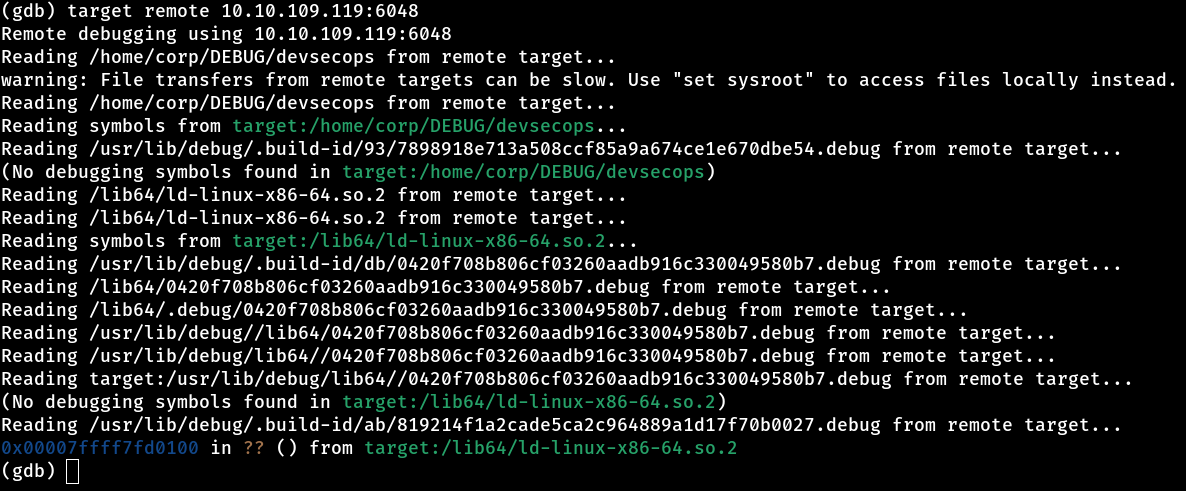 (gdb) target remote 10.10.109.119:6048
Remote debugging using 10.10.109.119:6048
Reading /home/corp/DEBUG/devsecops from remote target...
warning: File transfers from remote targets can be slow. Use "set sysroot" to access files locally instead.
Reading /home/corp/DEBUG/devsecops from remote target...
Reading symbols from target:/home/corp/DEBUG/devsecops...
Reading /usr/lib/debug/.build-id/93/7898918e713a508ccf85a9a674ce1e670dbe54.debug from remote target...
(No debugging symbols found in target:/home/corp/DEBUG/devsecops)
Reading /lib64/ld-linux-x86-64.so.2 from remote target...
Reading /lib64/ld-linux-x86-64.so.2 from remote target...
Reading symbols from target:/lib64/ld-linux-x86-64.so.2...
Reading /usr/lib/debug/.build-id/db/0420f708b806cf03260aadb916c330049580b7.debug from remote target...
Reading /lib64/0420f708b806cf03260aadb916c330049580b7.debug from remote target...
Reading /lib64/.debug/0420f708b806cf03260aadb916c330049580b7.debug from remote target...
Reading /usr/lib/debug//lib64/0420f708b806cf03260aadb916c330049580b7.debug from remote target...
Reading /usr/lib/debug/lib64//0420f708b806cf03260aadb916c330049580b7.debug from remote target...
Reading target:/usr/lib/debug/lib64//0420f708b806cf03260aadb916c330049580b7.debug from remote target...
(No debugging symbols found in target:/lib64/ld-linux-x86-64.so.2)
Reading /usr/lib/debug/.build-id/ab/819214f1a2cade5ca2c964889a1d17f70b0027.debug from remote target...
0x00007ffff7fd0100 in ?? () from target:/lib64/ld-linux-x86-64.so.2
(gdb)